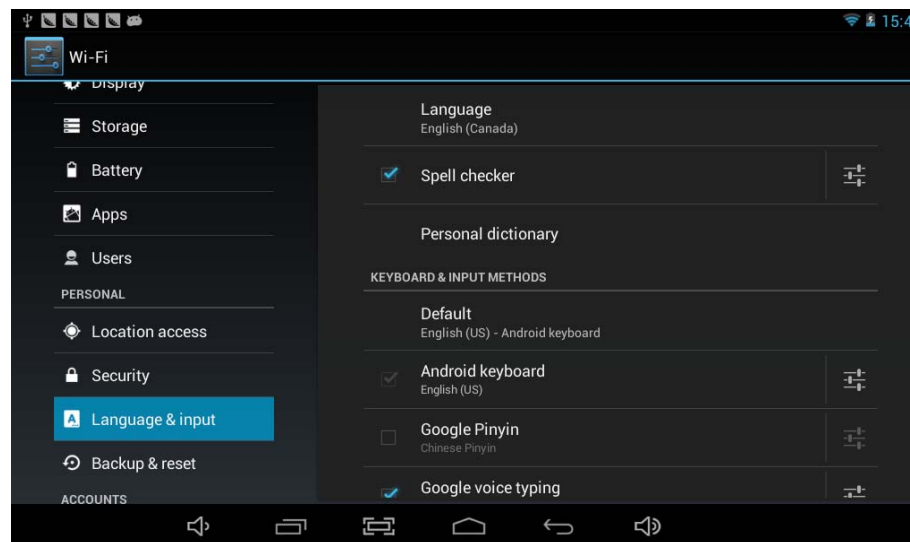 15:4
Wi-Fi
Display
Storage
Battery
Apps
Users
PERSONAL
Location access
Security
Language & input
Backup & reset
ACCOUNTS
Language
English (Canada)
Spell checker
Personal dictionary
KEYBOARD & INPUT METHODS
Default
English (US) - Android keyboard
Android keyboard
English (US)
Google Pinyin
Chinese Pinyin
Google voice typing